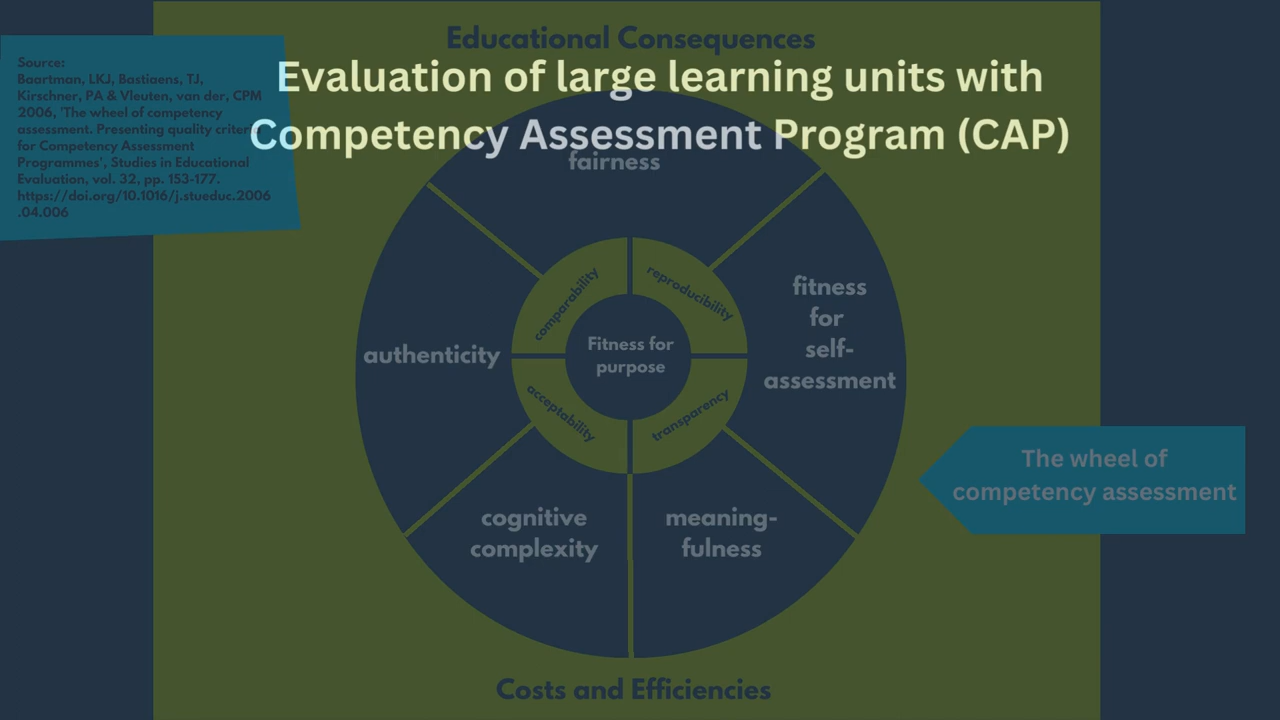 Educational Consequences
Evaluation of large learning units with
Competency Assessment Program (CAP)
Source:
Baartman, LKJ, Bastiaens, TJ,
Kirschner, PA & Vleuten, van der, CPM
2006, 'The wheel of competency
assessment. Presenting quality criteria
for Competency Assessment
Programmes', Studies in Educational
Evaluation, vol. 32, pp. 153-177.
https://doi.org/10.1016/j.stueduc.2006
.04.006
fairness
comparability
reproducibility
fitness
for
self-
assessment
authenticity
Fitness for
purpose
acceptability
transparency
The wheel of
competency assessment
cognitive
complexity
meaning-
fulness
Costs and Efficiencies